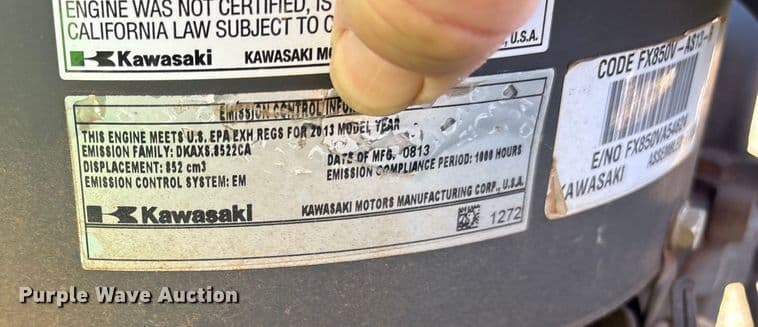 ENGINE WAS NOT CERTIFIED, IS
CALIFORNIA LAW SUBJECT TO C
Kawasaki KAWASAKI M U.S.A.
EMISSION CONTROL INFO
THIS ENGINE MEETS U.S. EPA EXH REGS FOR 2013 MODEL YEAR
EMISSION FAMILY: DKAXS.8522CA DATE OF MFG. 0813
DISPLACEMENT: 852 cm3 EMISSION COMPLIANCE PERIOD: 1000 HOURS
EMISSION CONTROL SYSTEM: EM
Kawasaki KAWASAKI MOTORS MANUFACTURING CORP., U.S.A.
1272
CODE FX850V-AS13-R
E/NO FX850VA5462
KAWASAKI ASSEMBLE
Purple Wave Auction